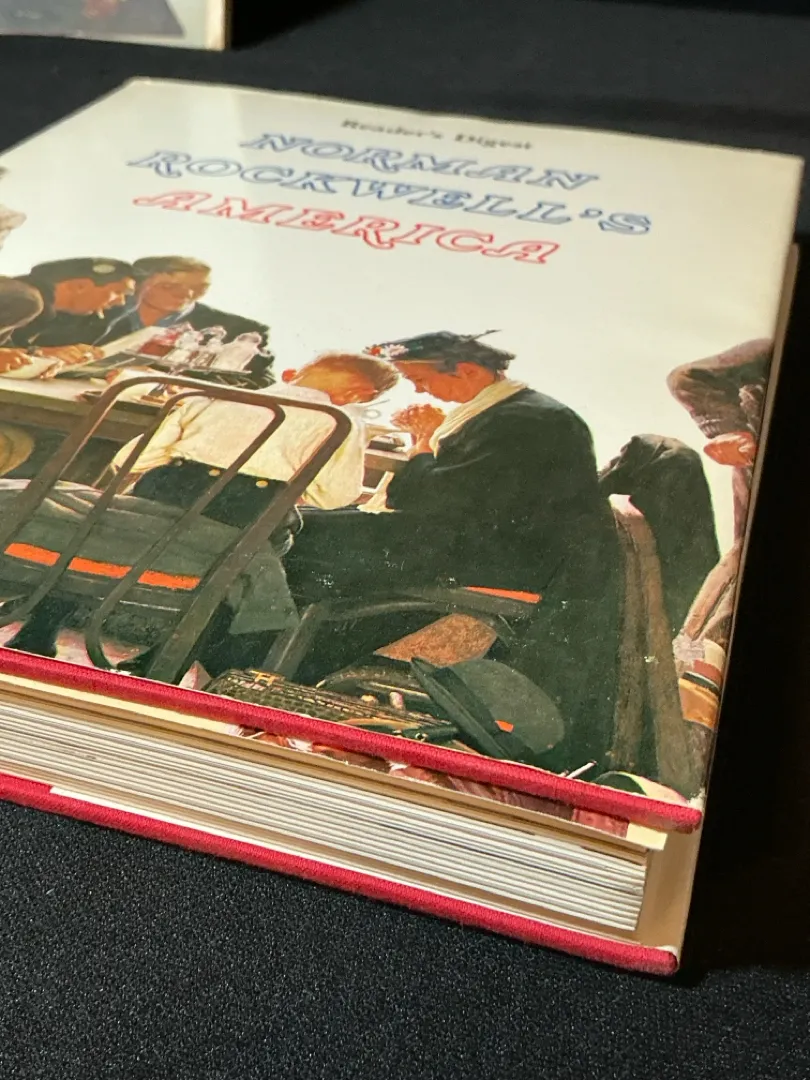 Reader's Digest
NORMAN
ROCKWELL'S
AMERICA